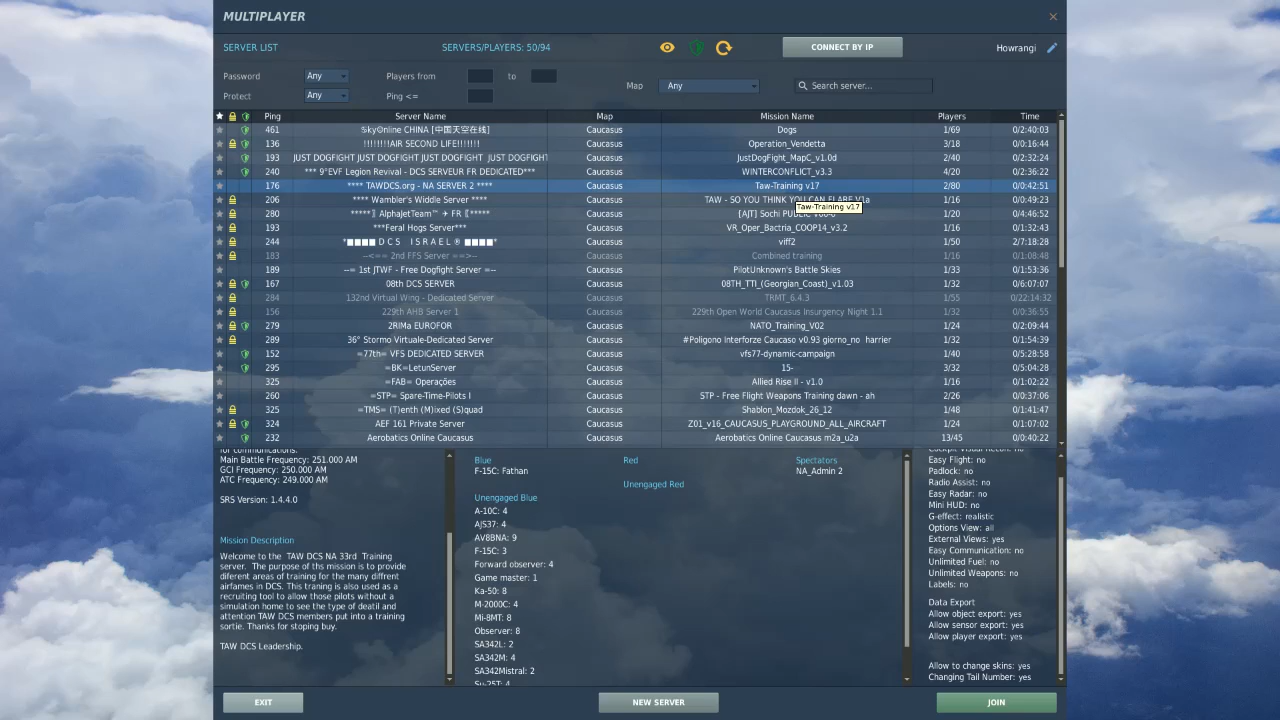 MULTIPLAYER
SERVER LIST SERVERS/PLAYERS: 50/94 CONNECT BY IP Howrangi
Password Any Players from to
Map Any Search server...
Protect Any Ping <=
Ping Server Name Map Mission Name Players Time
461 §ky⊙nline CHINA [中国天空在线] Caucasus Dogs 1/69 0/2:40:03
136 !!!!!!!!AIR SECOND LIFE!!!!!!! Caucasus Operation_Vendetta 3/18 0/0:16:44
193 JUST DOGFIGHT JUST DOGFIGHT JUST DOGFIGHT JUST DOGFIGHT Caucasus JustDogFight_MapC_v1.0d 2/40 0/2:32:24
240 *** 9°EVF Legion Revival - DCS SERVEUR FR DEDICATED*** Caucasus WINTERCONFLICT_v3.3 4/20 0/2:36:22
176 **** TAWDCS.org - NA SERVER 2 **** Caucasus Taw-Training v17 2/80 0/0:42:51
206 **** Wambler's Middle Server **** Caucasus TAW - SO YOU THINK YOU CAN FLARE V1a 1/16 0/0:49:23
Taw-Training v17
280 *****〛AlphaJetTeam™ ✈ FR〖***** Caucasus [AJT] Sochi PUBLIC 1/20 0/4:46:52
193 ***Feral Hogs Server*** Caucasus VR_Oper_Bactria_COOP14_v3.2 1/16 0/1:32:43
244 *■■■■ D C S I S R A E L ® ■■■■* Caucasus viff2 1/50 2/7:18:28
183 --<== 2nd FFS Server ==>-- Caucasus Combined training 1/16 0/1:08:48
189 --= 1st JTWF - Free Dogfight Server =-- Caucasus PilotUnknown's Battle Skies 1/33 0/1:53:36
167 08th DCS SERVER Caucasus 08TH_TTI_(Georgian_Coast)_v1.03 1/32 0/6:07:07
284 132nd Virtual Wing - Dedicated Server Caucasus TRMT_6.4.3 1/55 0/22:14:32
156 229th AHB Server 1 Caucasus 229th Open World Caucasus Insurgency Night 1.1 1/32 0/0:36:55
279 2RIMa EUROFOR Caucasus NATO_Training_V02 1/24 0/2:09:44
289 36° Stormo Virtuale-Dedicated Server Caucasus #Poligono Interforze Caucaso v0.93 giorno_no harrier 1/32 0/1:54:39
152 =77th= VFS DEDICATED SERVER Caucasus vfs77-dynamic-campaign 1/40 0/5:28:58
295 =BK=LetunServer Caucasus 15- 3/32 0/5:04:28
325 =FAB= Operações Caucasus Allied Rise II - v1.0 1/16 0/1:02:22
260 =STP= Spare-Time-Pilots I Caucasus STP - Free Flight Weapons Training dawn - ah 2/26 0/0:37:06
325 =TMS= (T)enth (M)ixed (S)quad Caucasus Shablon_Mozdok_26_12 1/48 0/1:41:47
324 AEF 161 Private Server Caucasus Z01_v16_CAUCASUS_PLAYGROUND_ALL_AIRCRAFT 1/24 0/1:07:02
232 Aerobatics Online Caucasus Caucasus Aerobatics Online Caucasus m2a_u2a 13/45 0/0:40:22
for communications.
Main Battle Frequency: 251.000 AM
GCI Frequency: 250.000 AM
ATC Frequency: 249.000 AM
SRS Version: 1.4.4.0
Mission Description
Welcome to the TAW DCS NA 33rd Training
server. The purpose of ths mission is to provide
diferent areas of training for the many diffrent
airfames in DCS. This traning is also used as a
recruiting tool to allow those pilots without a
simulation home to see the type of deatil and
attention TAW DCS members put into a training
sortie. Thanks for stoping buy.
TAW DCS Leadership.
Blue Red Spectators
F-15C: Fathan NA_Admin 2
Unengaged Red
Unengaged Blue
A-10C: 4
AJS37: 4
AV8BNA: 9
F-15C: 3
Forward observer: 4
Game master: 1
Ka-50: 8
M-2000C: 4
Mi-8MT: 8
Observer: 8
SA342L: 2
SA342M: 4
SA342Mistral: 2
Su-25T: 4
Cockpit Visual Recon: no
Easy Flight: no
Padlock: no
Radio Assist: no
Easy Radar: no
Mini HUD: no
G-effect: realistic
Options View: all
External Views: yes
Easy Communication: no
Unlimited Fuel: no
Unlimited Weapons: no
Labels: no
Data Export
Allow object export: yes
Allow sensor export: yes
Allow player export: yes
Allow to change skins: yes
Changing Tail Number: yes
EXIT NEW SERVER JOIN